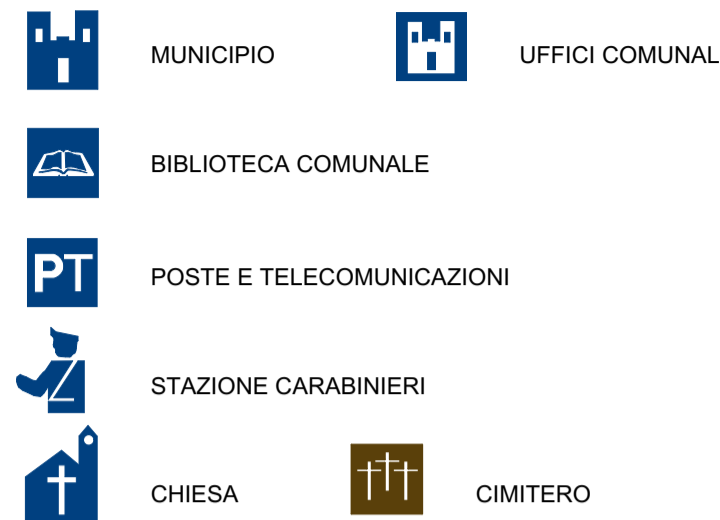 MUNICIPIO
UFFICI COMUNAL
BIBLIOTECA COMUNALE
PT
POSTE E TELECOMUNICAZIONI
STAZIONE CARABINIERI
CHIESA
CIMITERO